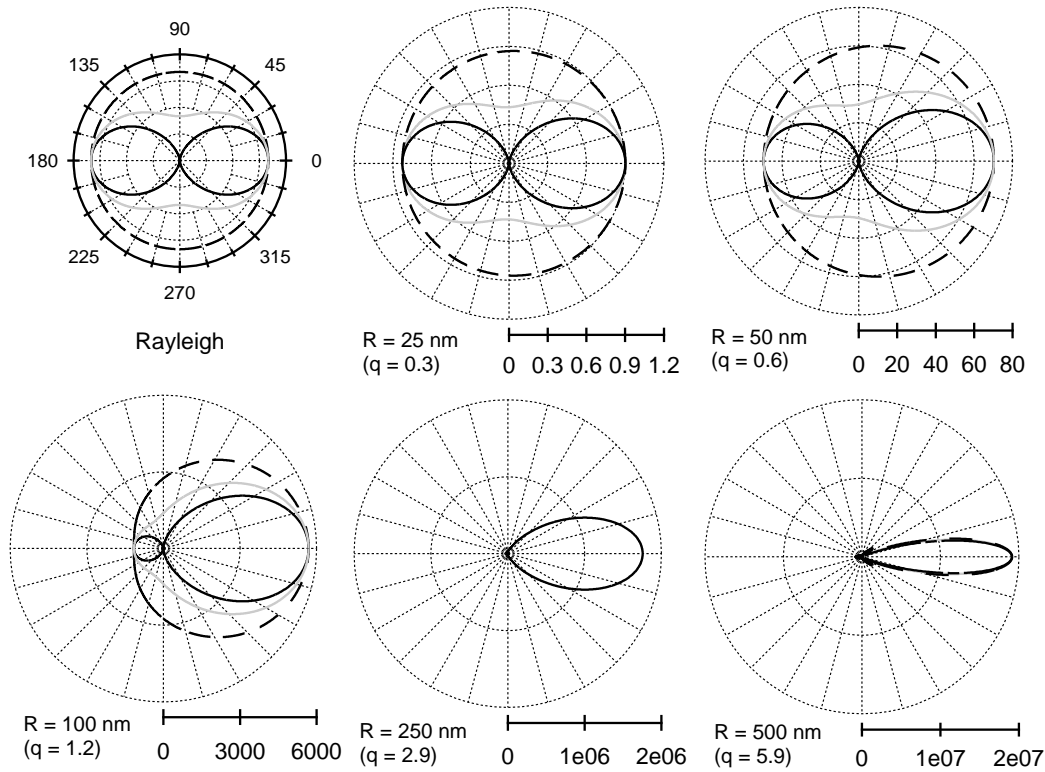 90
135 45
180 0
225 315
270
Rayleigh
R = 25 nm
(q = 0.3)
0 0.3 0.6 0.9 1.2
R = 50 nm
(q = 0.6)
0 20 40 60 80
R = 100 nm
(q = 1.2)
0 3000 6000
R = 250 nm
(q = 2.9)
0 1e06 2e06
R = 500 nm
(q = 5.9)
0 1e07 2e07